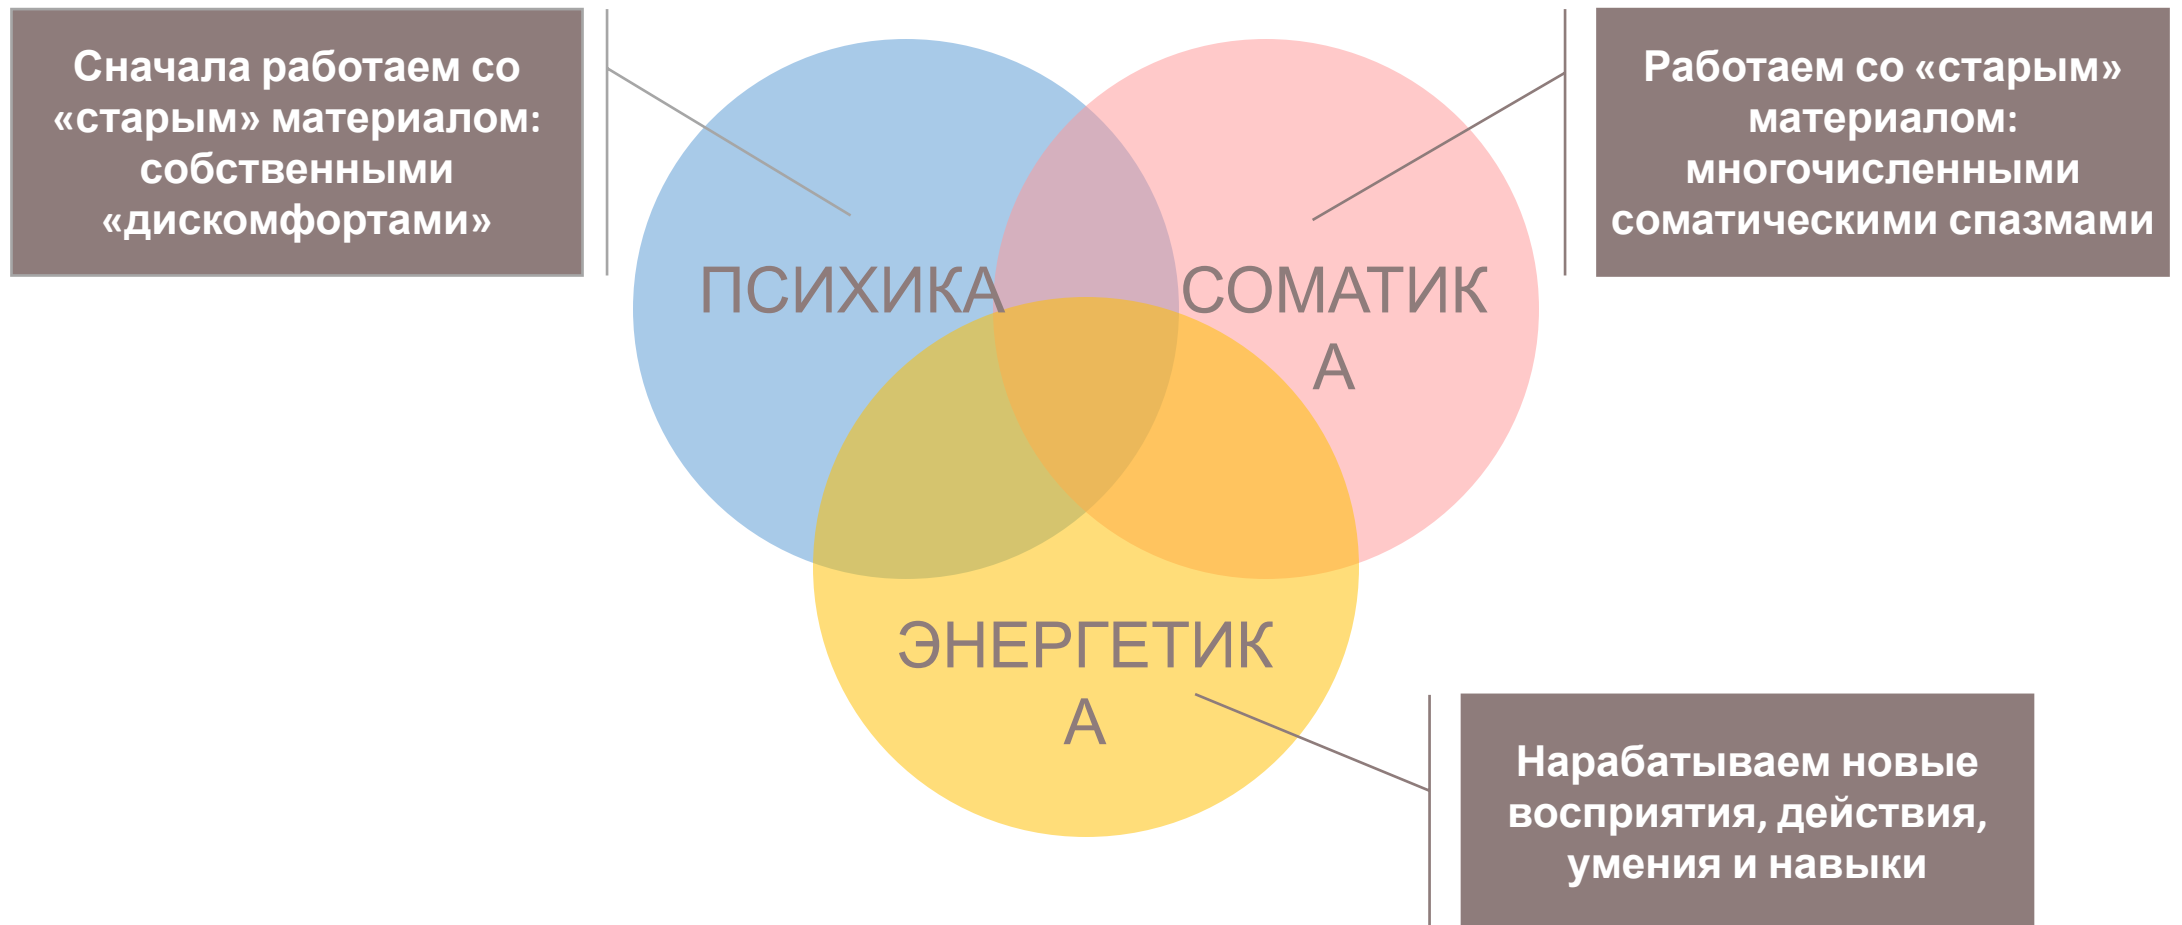 Сначала работаем со
«старым» материалом:
собственными
«дискомфортами»
Работаем со «старым»
материалом:
многочисленными
соматическими спазмами
ПСИХИКА
СОМАТИК
А
ЭНЕРГЕТИК
А
Нарабатываем новые
восприятия, действия,
умения и навыки